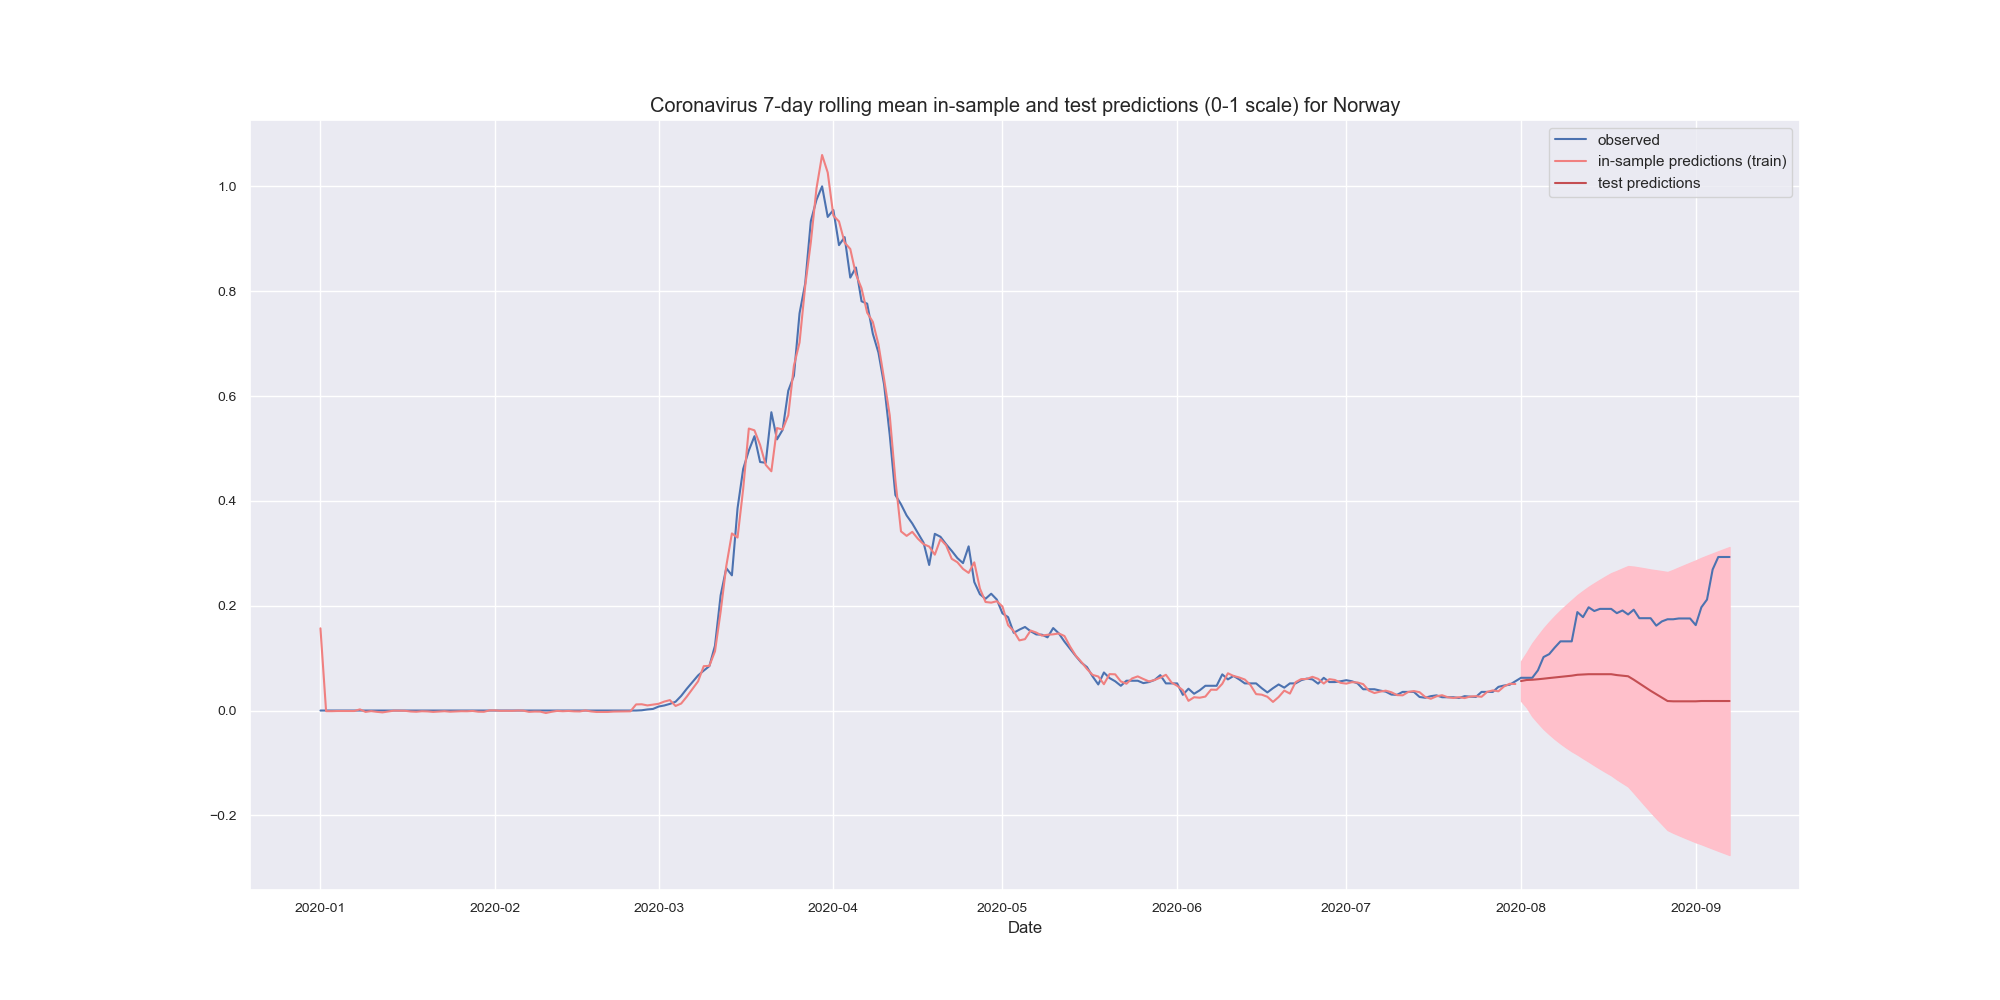 Coronavirus 7-day rolling mean in-sample and test predictions (0-1 scale) for Norway
observed
in-sample predictions (train)
test predictions
1.0
0.8
0.6
0.4
0.2
0.0
−0.2
2020-01 2020-02 2020-03 2020-04 2020-05 2020-06 2020-07 2020-08 2020-09
Date